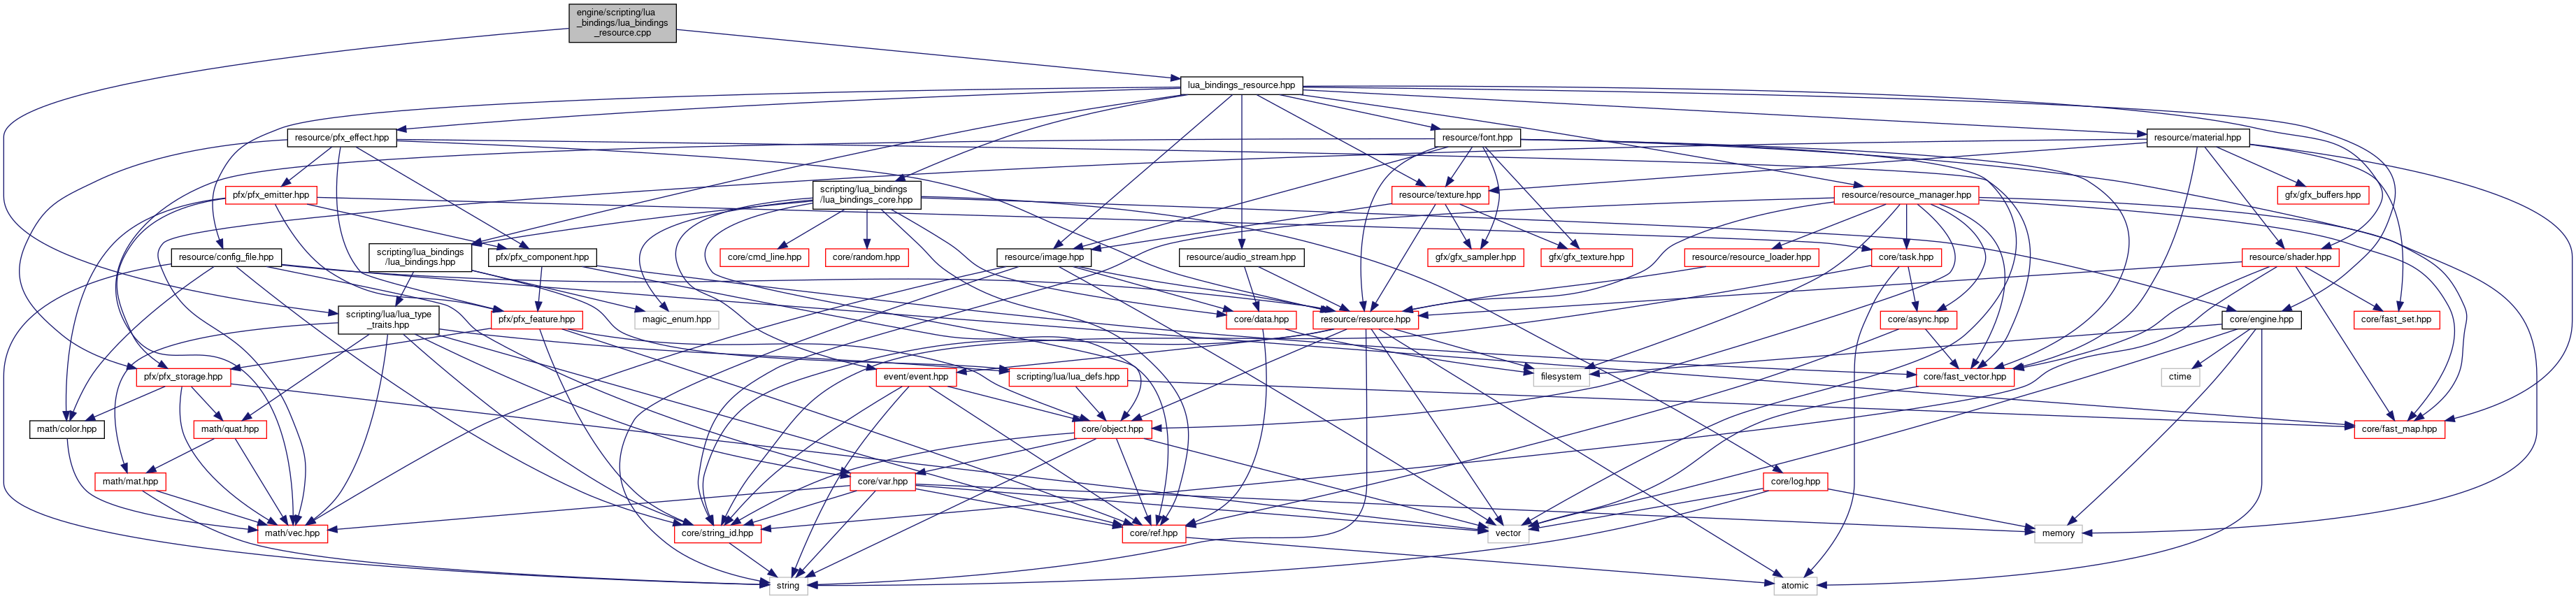 engine/scripting/lua
_bindings/lua_bindings
_resource.cpp
lua_bindings_resource.hpp
resource/pfx_effect.hpp
resource/font.hpp
resource/material.hpp
pfx/pfx_emitter.hpp
scripting/lua_bindings
/lua_bindings_core.hpp
resource/texture.hpp
resource/resource_manager.hpp
gfx/gfx_buffers.hpp
resource/config_file.hpp
scripting/lua_bindings
/lua_bindings.hpp
pfx/pfx_component.hpp
core/cmd_line.hpp
core/random.hpp
resource/image.hpp
resource/audio_stream.hpp
gfx/gfx_sampler.hpp
gfx/gfx_texture.hpp
resource/resource_loader.hpp
core/task.hpp
resource/shader.hpp
scripting/lua/lua_type
_traits.hpp
pfx/pfx_feature.hpp
magic_enum.hpp
core/data.hpp
resource/resource.hpp
core/async.hpp
core/fast_set.hpp
core/engine.hpp
pfx/pfx_storage.hpp
event/event.hpp
scripting/lua/lua_defs.hpp
filesystem
core/fast_vector.hpp
ctime
math/color.hpp
math/quat.hpp
core/object.hpp
core/fast_map.hpp
math/mat.hpp
core/var.hpp
core/log.hpp
math/vec.hpp
core/string_id.hpp
core/ref.hpp
vector
memory
string
atomic